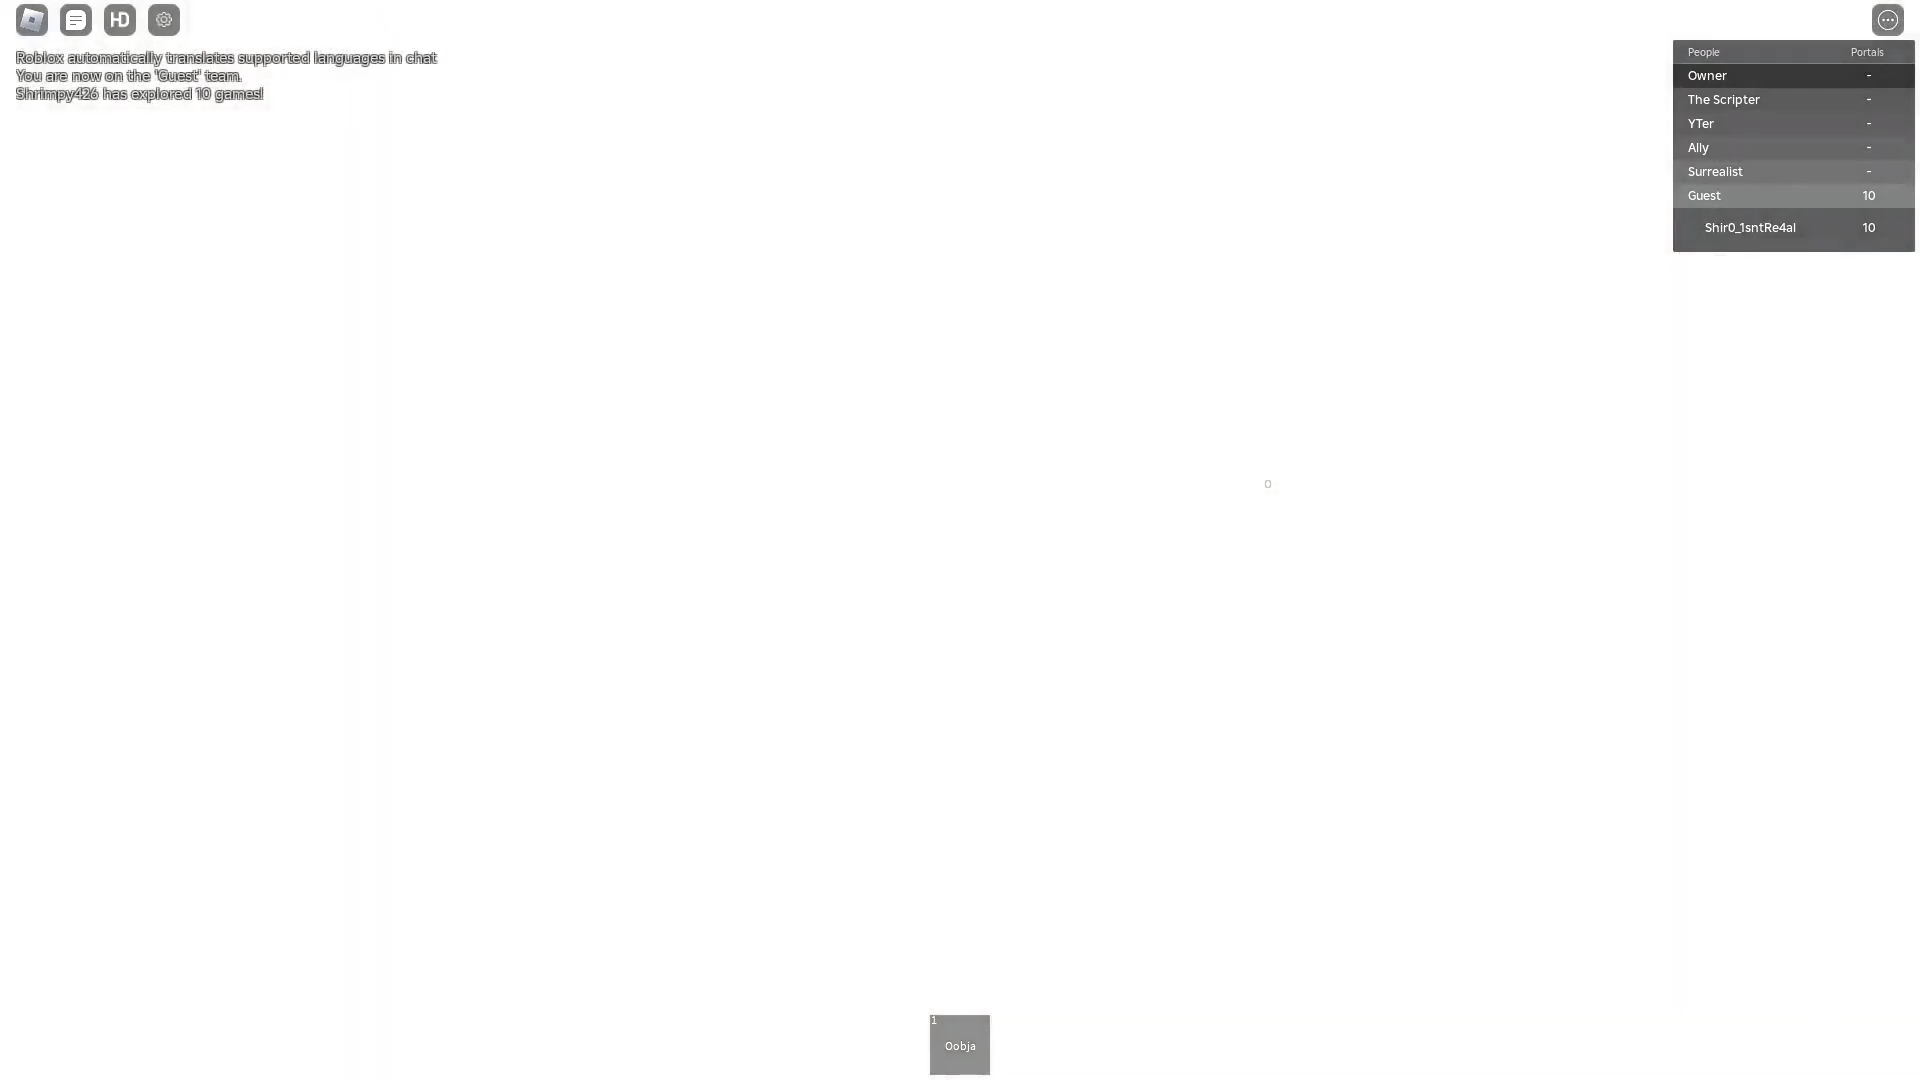 HD
Roblox automatically translates supported languages in chat
You are now on the 'Guest' team.
Shrimpy426 has explored 10 games!
People Portals
Owner -
The Scripter -
YTer -
Ally -
Surrealist -
Guest 10
Shir0_1sntRe4al 10
o
1
Oobja